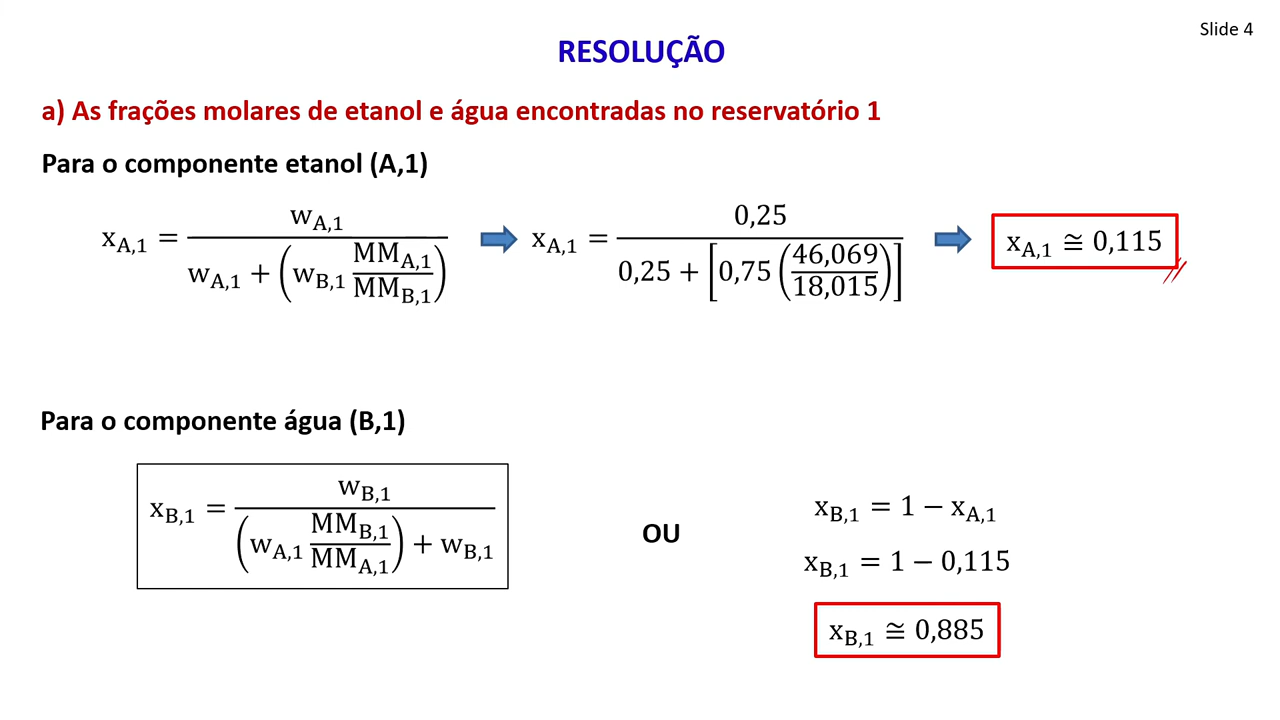 Slide 4
RESOLUÇÃO
a) As frações molares de etanol e água encontradas no reservatório 1
Para o componente etanol (A,1)
x_A,1 = w_A,1 / (w_A,1 + (w_B,1 MM_A,1 / MM_B,1))
x_A,1 = 0,25 / (0,25 + [0,75 (46,069 / 18,015)])
x_A,1 ≅ 0,115
Para o componente água (B,1)
x_B,1 = w_B,1 / ((w_A,1 MM_B,1 / MM_A,1) + w_B,1)
OU
x_B,1 = 1 − x_A,1
x_B,1 = 1 − 0,115
x_B,1 ≅ 0,885